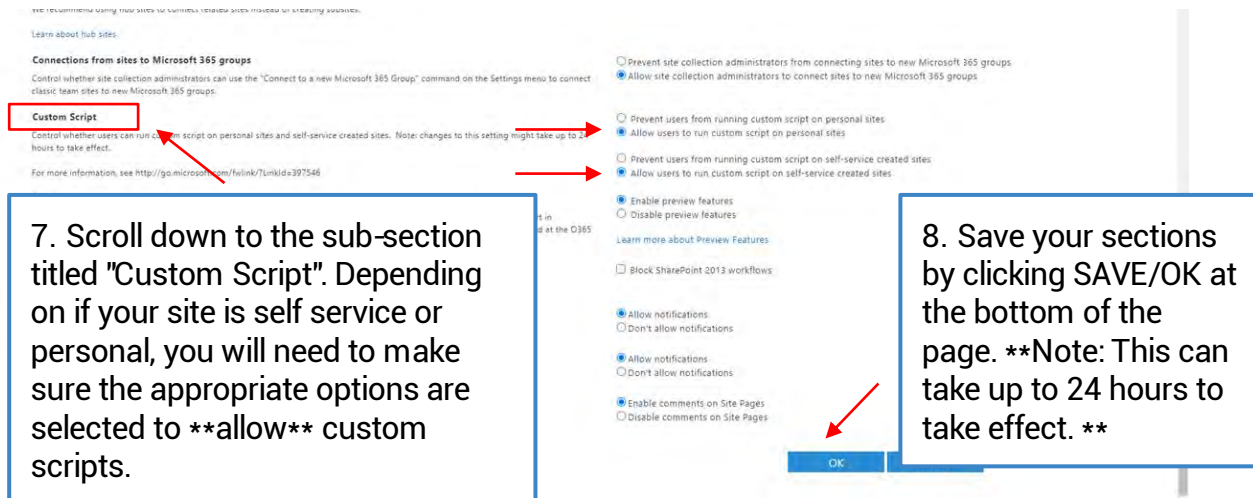 We recommend using hub sites to connect related sites instead of creating subsites.
Learn about hub sites
Connections from sites to Microsoft 365 groups
Control whether site collection administrators can use the "Connect to a new Microsoft 365 Group" command on the Settings menu to connect
classic team sites to new Microsoft 365 groups.
Prevent site collection administrators from connecting sites to new Microsoft 365 groups
Allow site collection administrators to connect sites to new Microsoft 365 groups
Custom Script
Control whether users can run custom script on personal sites and self-service created sites. Note: changes to this setting might take up to 24
hours to take effect.
For more information, see http://go.microsoft.com/fwlink/?LinkId=397546
Prevent users from running custom script on personal sites
Allow users to run custom script on personal sites
Prevent users from running custom script on self-service created sites
Allow users to run custom script on self-service created sites
rt in
d at the O365
Enable preview features
Disable preview features
Learn more about Preview Features
Block SharePoint 2013 workflows
Allow notifications
Don't allow notifications
Allow notifications
Don't allow notifications
Enable comments on Site Pages
Disable comments on Site Pages
OK
7. Scroll down to the sub-section
titled "Custom Script". Depending
on if your site is self service or
personal, you will need to make
sure the appropriate options are
selected to **allow** custom
scripts.
8. Save your sections
by clicking SAVE/OK at
the bottom of the
page. **Note: This can
take up to 24 hours to
take effect. **